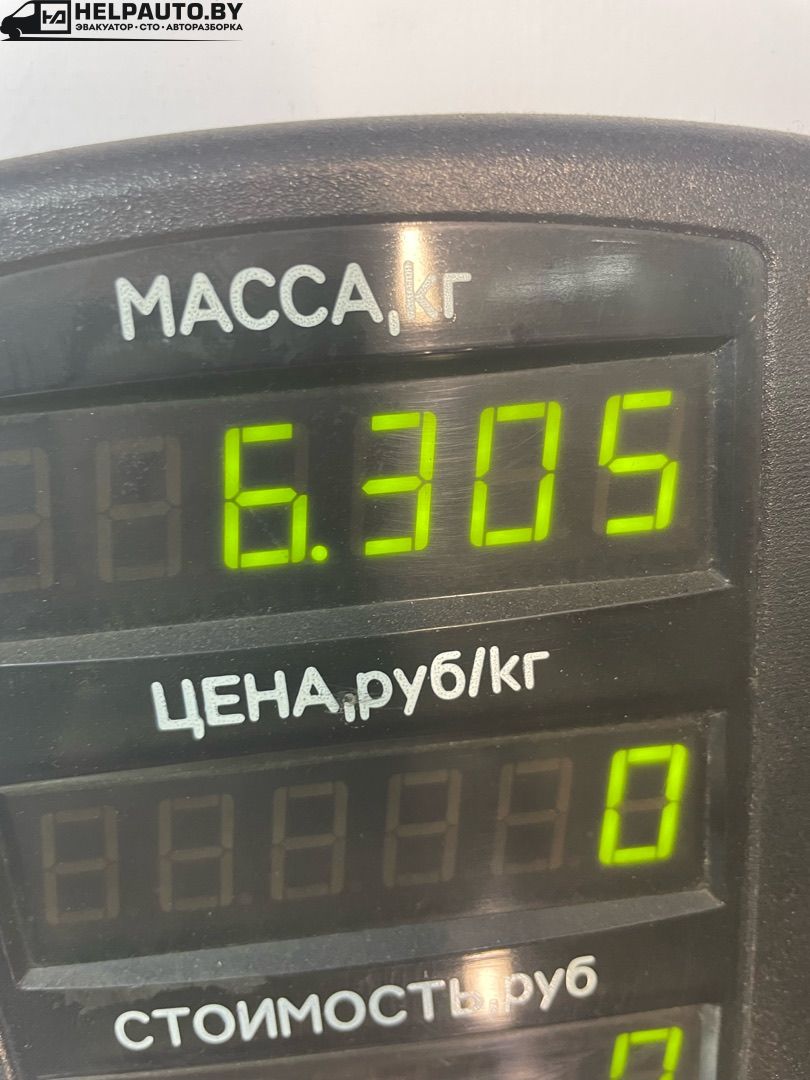 HELPAUTO.BY
ЭВАКУАТОР • СТО • АВТОРАЗБОРКА
МАССА,кг
6.305
ЦЕНА,руб/кг
0
СТОИМОСТЬ,руб